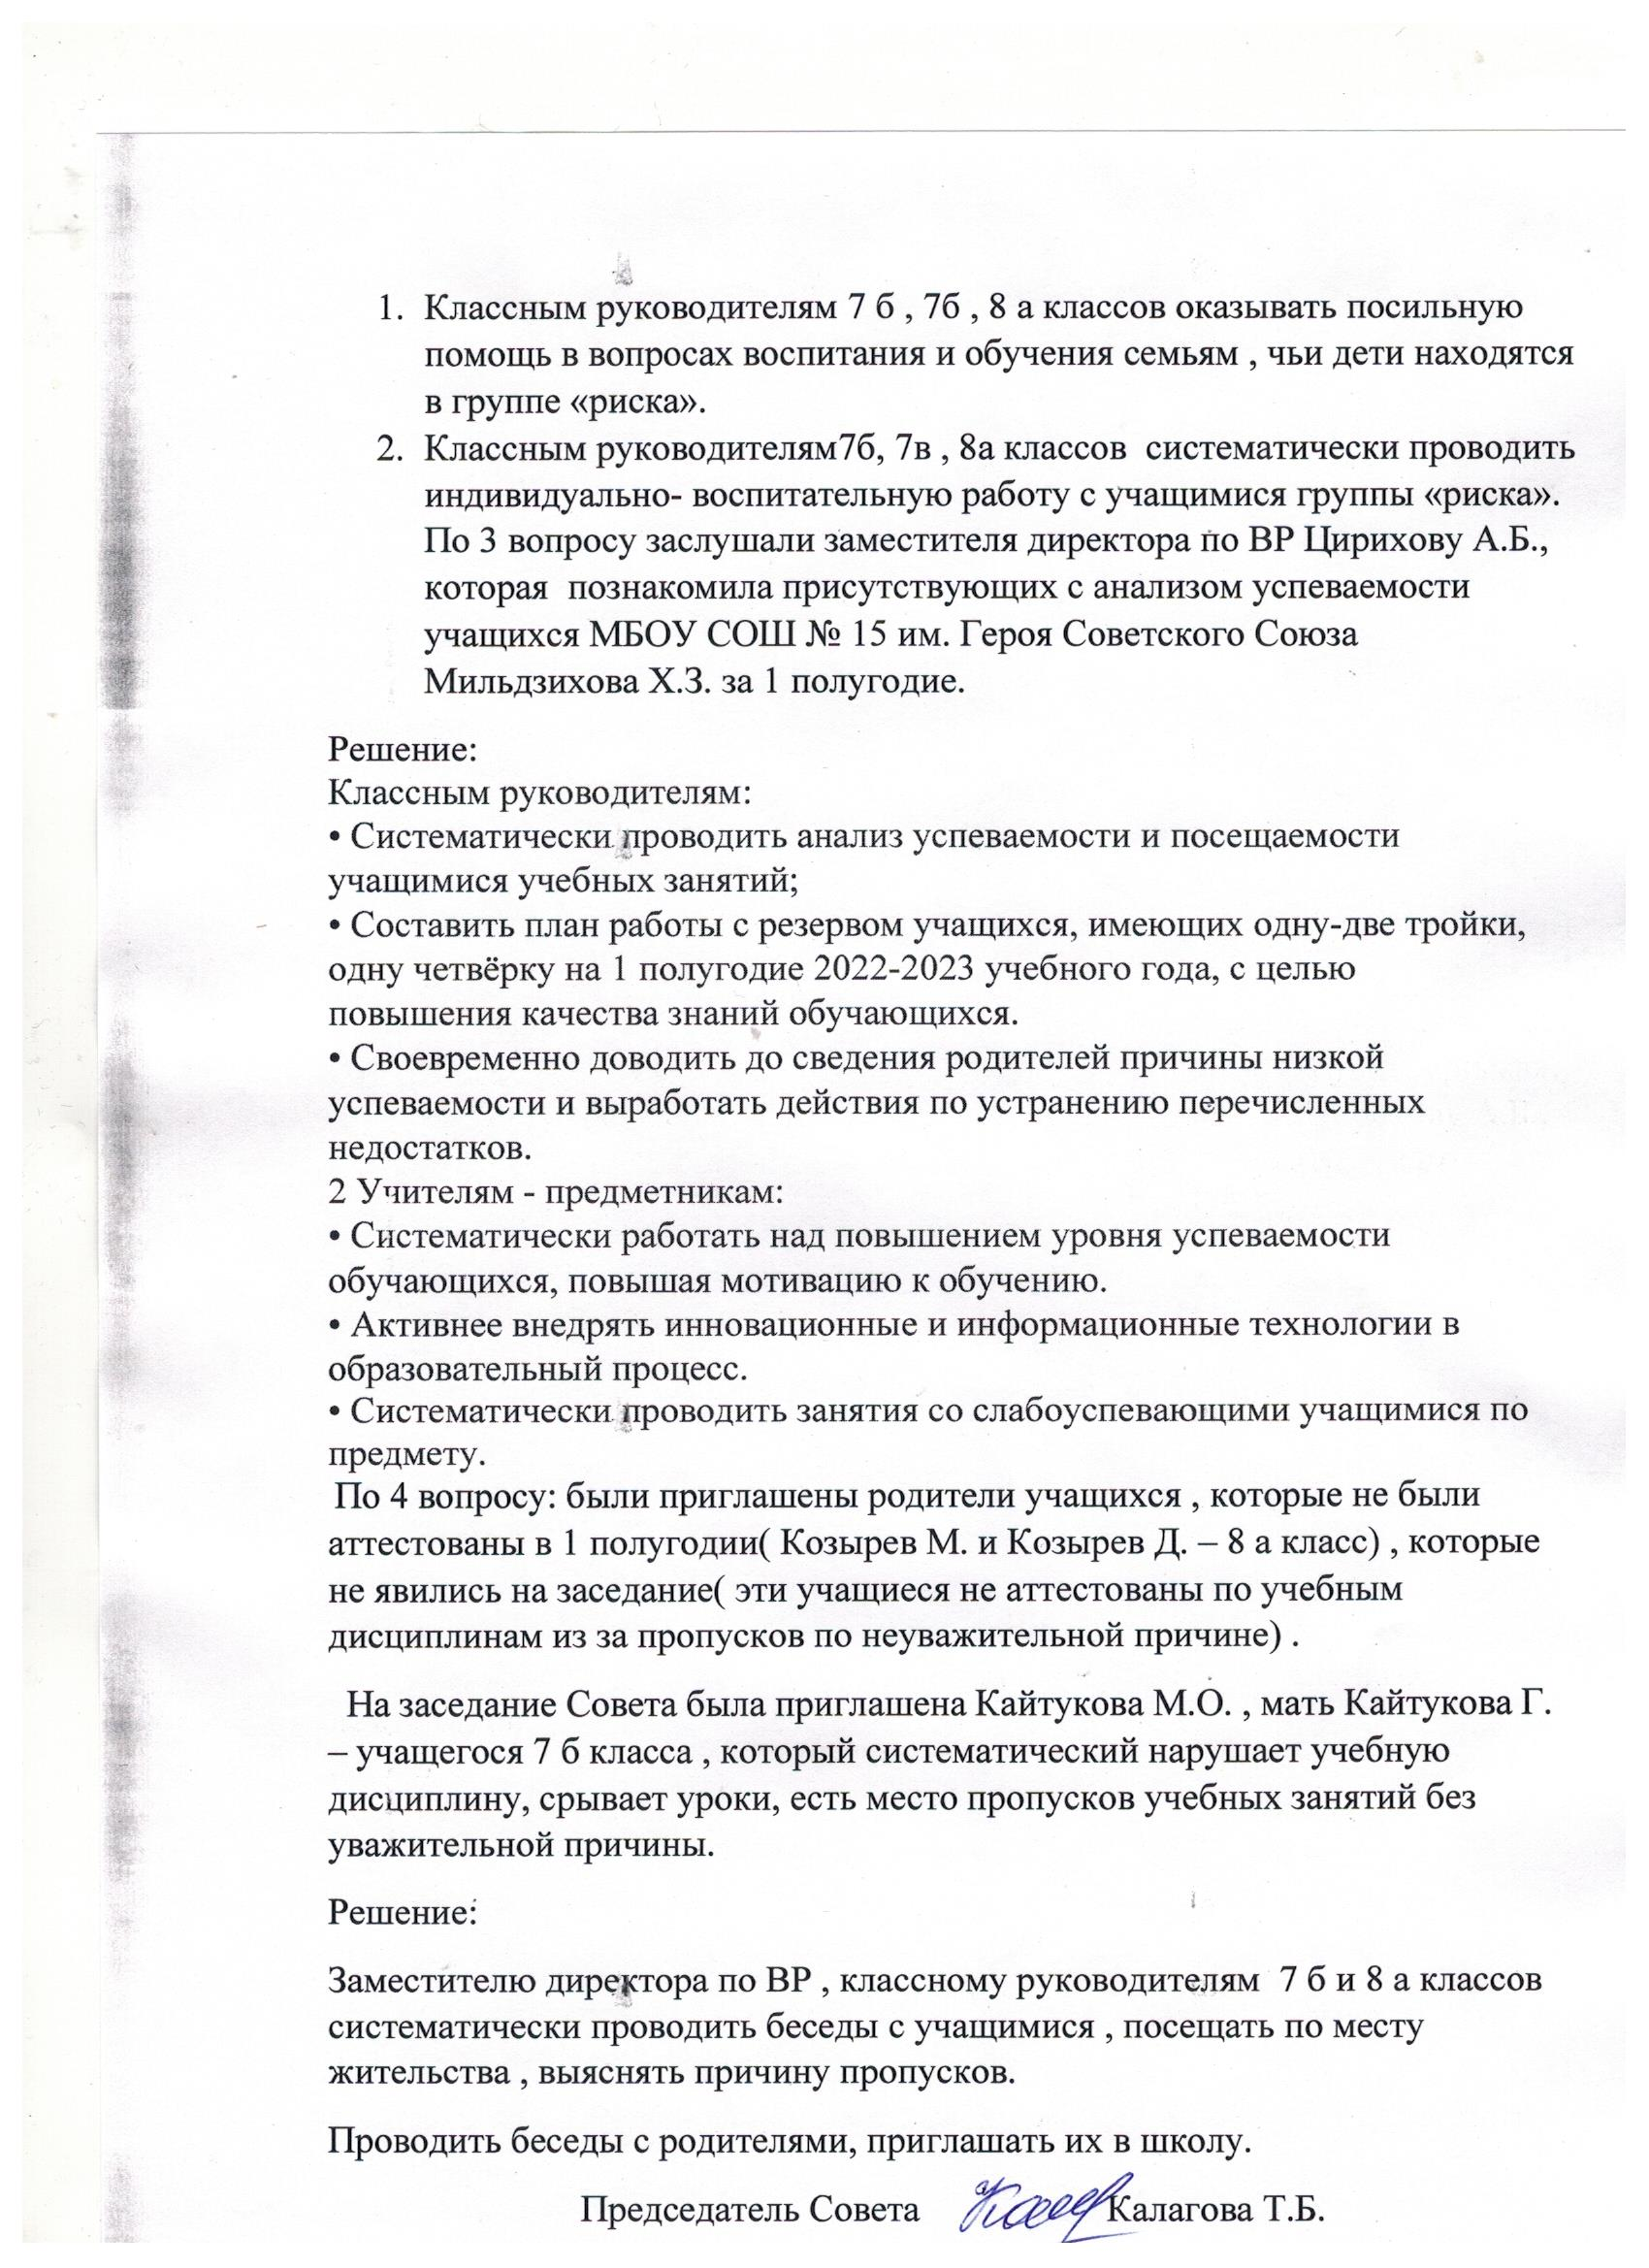 1. Классным руководителям 7 б , 7б , 8 а классов оказывать посильную
помощь в вопросах воспитания и обучения семьям , чьи дети находятся
в группе «риска».
2. Классным руководителям7б, 7в , 8а классов  систематически проводить
индивидуально- воспитательную работу с учащимися группы «риска».
По 3 вопросу заслушали заместителя директора по ВР Цирихову А.Б.,
которая  познакомила присутствующих с анализом успеваемости
учащихся МБОУ СОШ № 15 им. Героя Советского Союза
Мильдзихова Х.З. за 1 полугодие.
Решение:
Классным руководителям:
• Систематически проводить анализ успеваемости и посещаемости
учащимися учебных занятий;
• Составить план работы с резервом учащихся, имеющих одну-две тройки,
одну четвёрку на 1 полугодие 2022-2023 учебного года, с целью
повышения качества знаний обучающихся.
• Своевременно доводить до сведения родителей причины низкой
успеваемости и выработать действия по устранению перечисленных
недостатков.
2 Учителям - предметникам:
• Систематически работать над повышением уровня успеваемости
обучающихся, повышая мотивацию к обучению.
• Активнее внедрять инновационные и информационные технологии в
образовательный процесс.
• Систематически проводить занятия со слабоуспевающими учащимися по
предмету.
По 4 вопросу: были приглашены родители учащихся , которые не были
аттестованы в 1 полугодии( Козырев М. и Козырев Д. – 8 а класс) , которые
не явились на заседание( эти учащиеся не аттестованы по учебным
дисциплинам из за пропусков по неуважительной причине) .
На заседание Совета была приглашена Кайтукова М.О. , мать Кайтукова Г.
– учащегося 7 б класса , который систематический нарушает учебную
дисциплину, срывает уроки, есть место пропусков учебных занятий без
уважительной причины.
Решение:
Заместителю директора по ВР , классному руководителям  7 б и 8 а классов
систематически проводить беседы с учащимися , посещать по месту
жительства , выяснять причину пропусков.
Проводить беседы с родителями, приглашать их в школу.
Председатель Совета Калагова Т.Б.